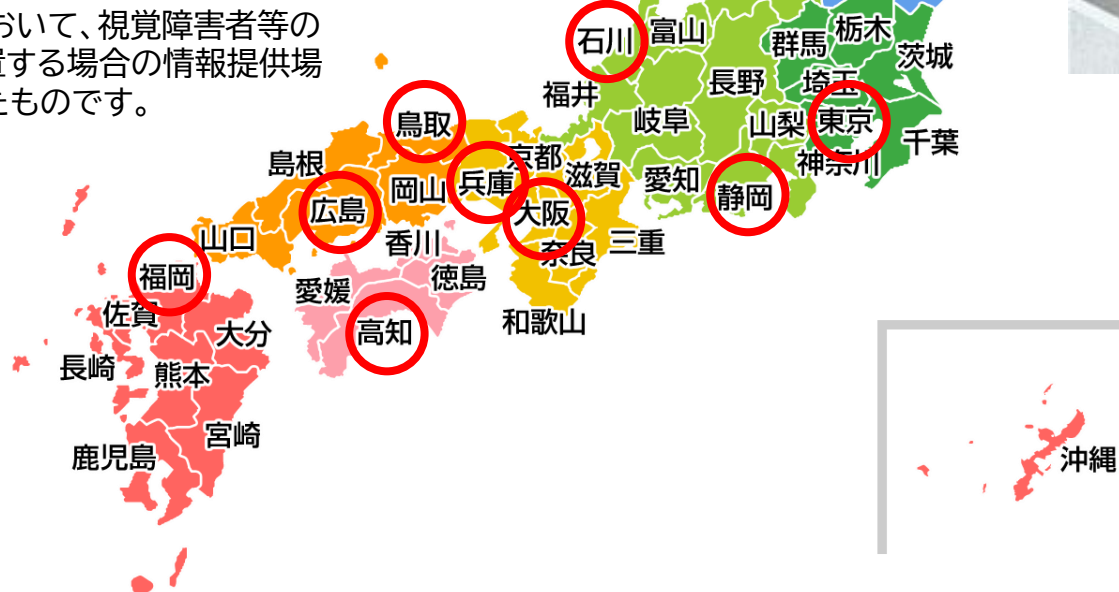 おいて、視覚障害者等の
置する場合の情報提供場
たものです。
石川
富山
群馬
栃木
茨城
福井
長野
埼玉
鳥取
岐阜
山梨
東京
千葉
島根
京都
神奈川
岡山
兵庫
滋賀
愛知
静岡
広島
大阪
山口
香川
奈良
三重
福岡
愛媛
徳島
佐賀
大分
高知
和歌山
長崎
熊本
宮崎
鹿児島
沖縄